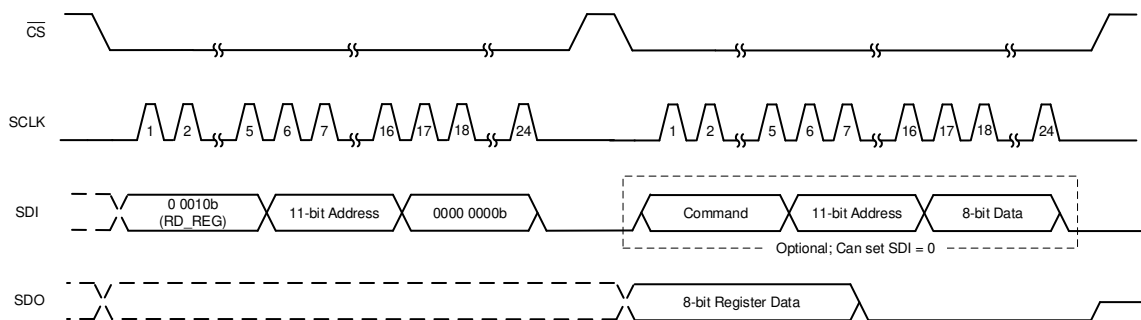 CS
SCLK
1 2 5 6 7 16 17 18 24 1 2 5 6 7 16 17 18 24
SDI
0 0010b
(RD_REG)
11-bit Address
0000 0000b
Command
11-bit Address
8-bit Data
Optional; Can set SDI = 0
SDO
8-bit Register Data